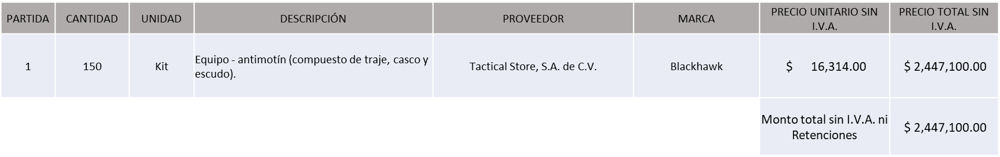 PARTIDA CANTIDAD UNIDAD DESCRIPCIÓN PROVEEDOR MARCA PRECIO UNITARIO SIN I.V.A. PRECIO TOTAL SIN I.V.A.
1 150 Kit Equipo - antimotín (compuesto de traje, casco y escudo). Tactical Store, S.A. de C.V. Blackhawk $ 16,314.00 $ 2,447,100.00
Monto total sin I.V.A. ni Retenciones $ 2,447,100.00